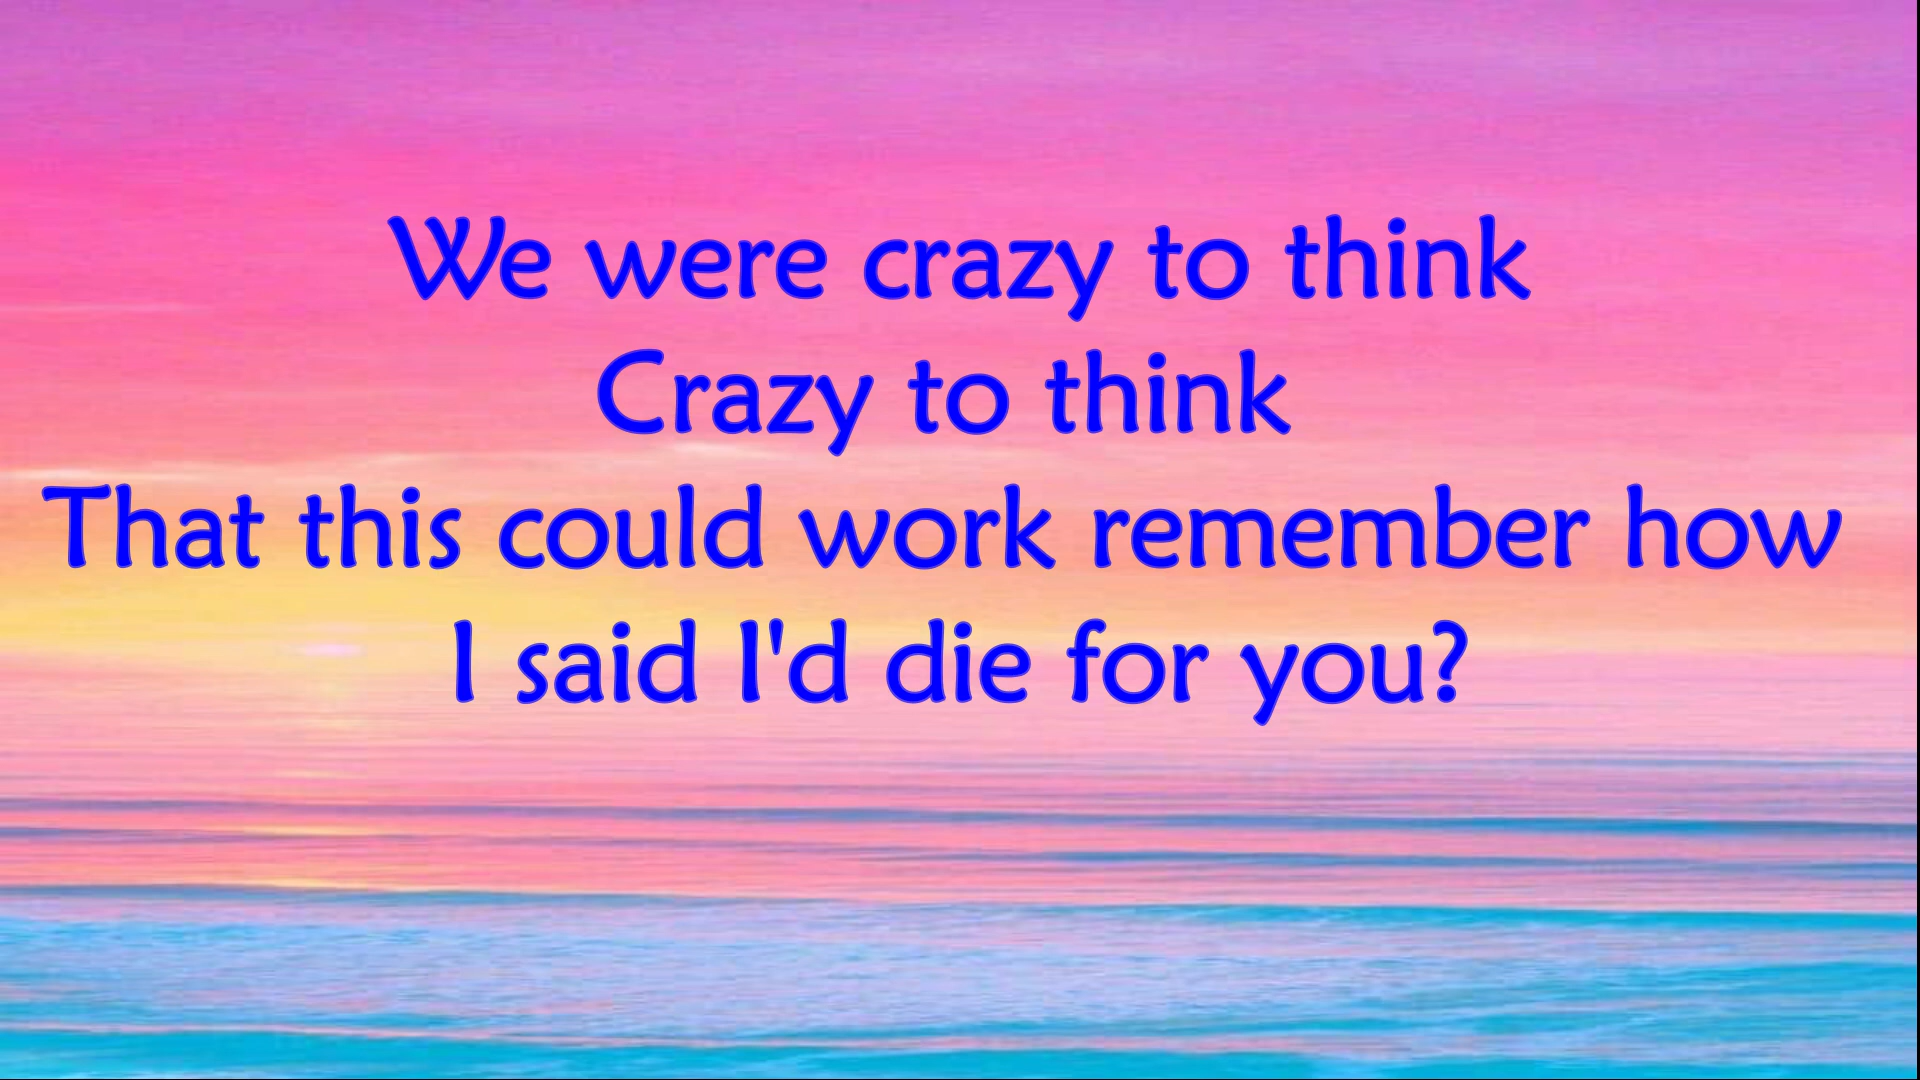 We were crazy to think
Crazy to think
That this could work remember how
I said I'd die for you?